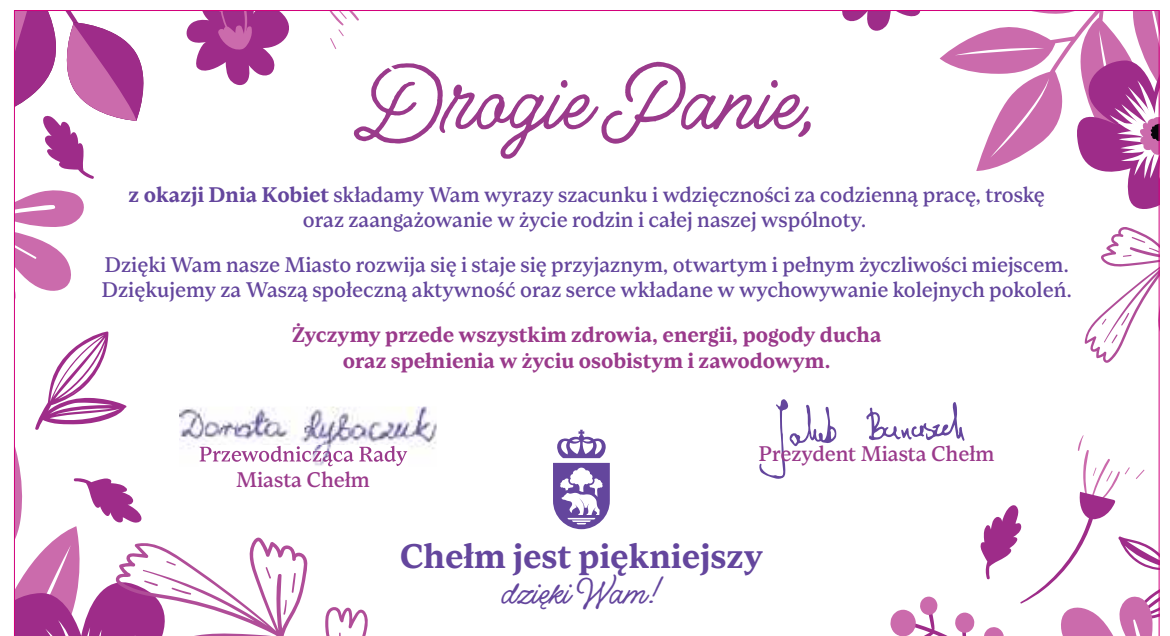 Drogie Panie,
z okazji Dnia Kobiet składamy Wam wyrazy szacunku i wdzięczności za codzienną pracę, troskę
oraz zaangażowanie w życie rodzin i całej naszej wspólnoty.
Dzięki Wam nasze Miasto rozwija się i staje się przyjaznym, otwartym i pełnym życzliwości miejscem.
Dziękujemy za Waszą społeczną aktywność oraz serce wkładane w wychowywanie kolejnych pokoleń.
Życzymy przede wszystkim zdrowia, energii, pogody ducha
oraz spełnienia w życiu osobistym i zawodowym.
Dorota Rybaczuk
Przewodnicząca Rady
Miasta Chełm
Jakub Banaszek
Prezydent Miasta Chełm
Chełm jest piękniejszy
dzięki Wam!